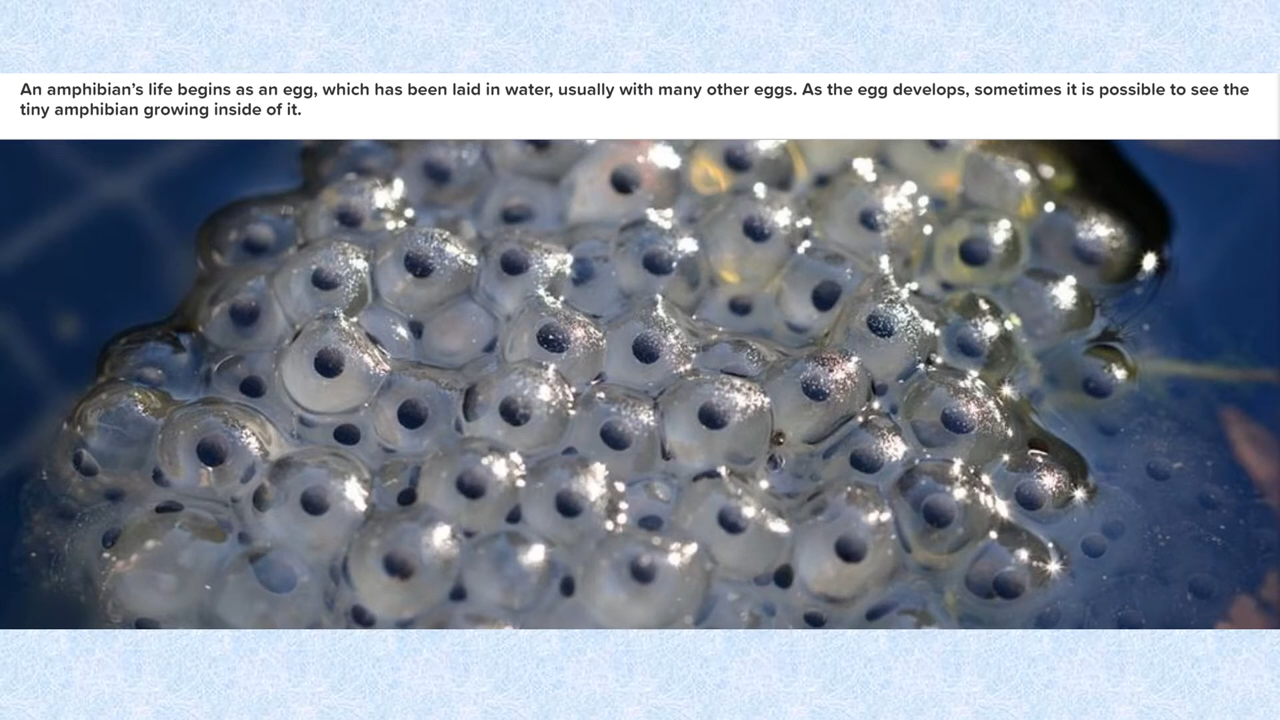 An amphibian’s life begins as an egg, which has been laid in water, usually with many other eggs. As the egg develops, sometimes it is possible to see the
tiny amphibian growing inside of it.